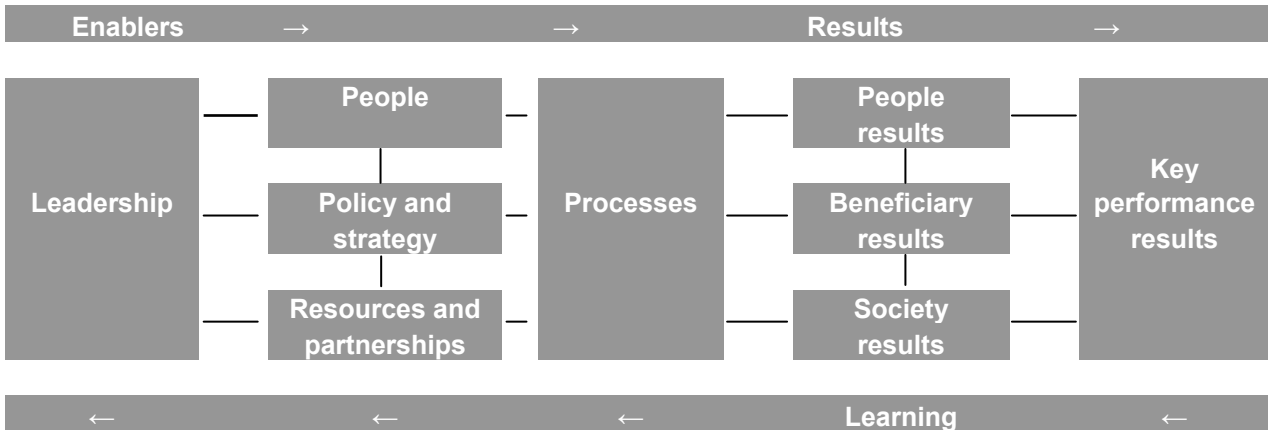 Enablers → → Results →
People
People
results
Leadership
Policy and
strategy
Processes
Beneficiary
results
Key
performance
results
Resources and
partnerships
Society
results
← ← ← Learning ←